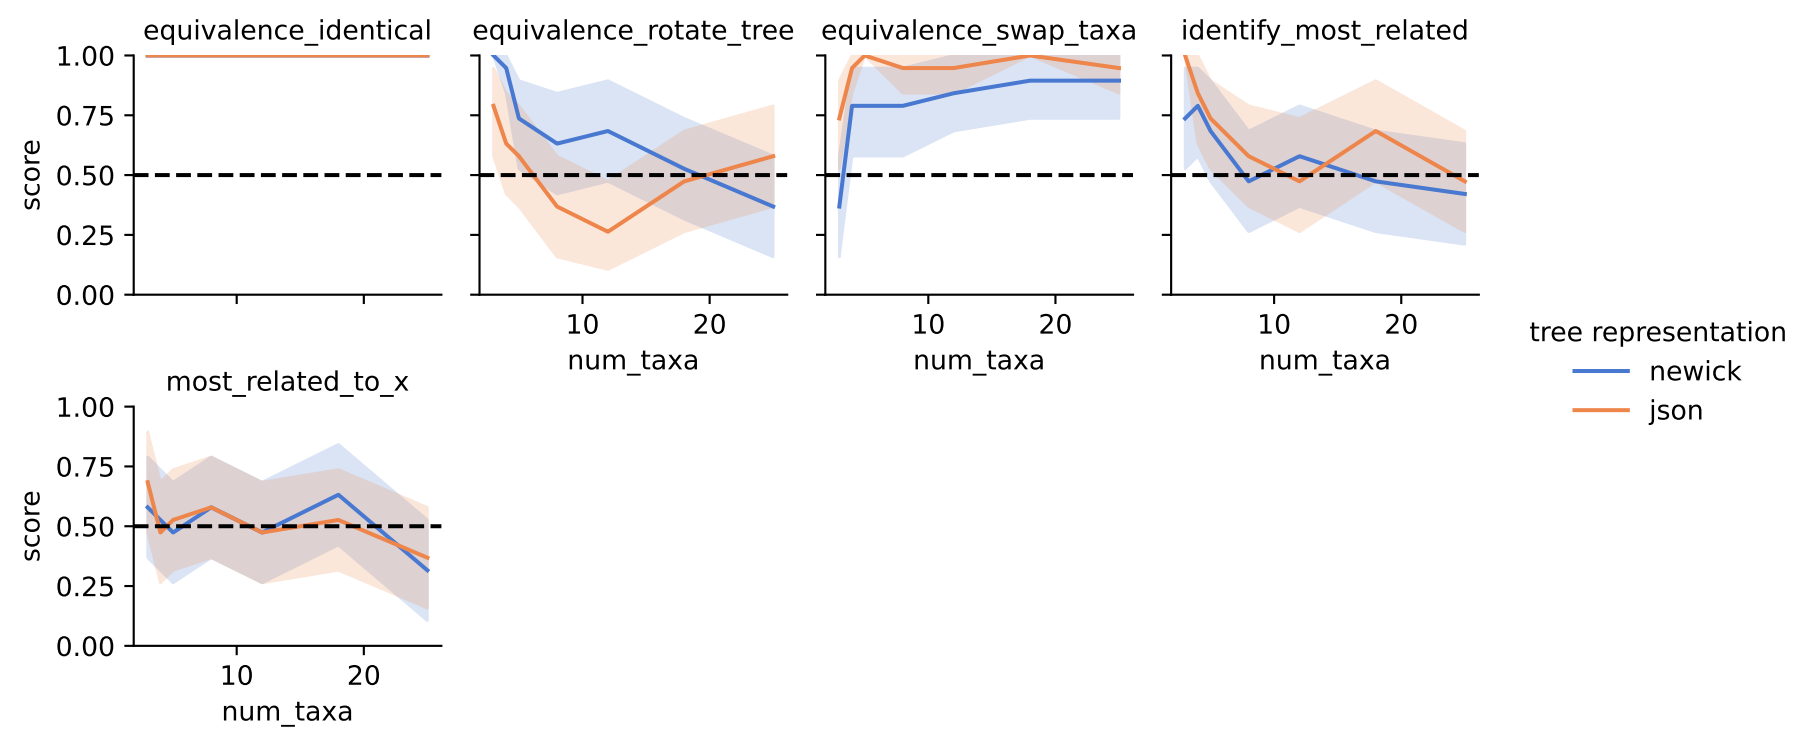 equivalence_identical
equivalence_rotate_tree
equivalence_swap_taxa
identify_most_related
1.00
0.75
0.50
0.25
0.00
score
10
20
10
20
10
20
num_taxa
num_taxa
num_taxa
tree representation
newick
json
most_related_to_x
1.00
0.75
0.50
0.25
0.00
score
10
20
num_taxa